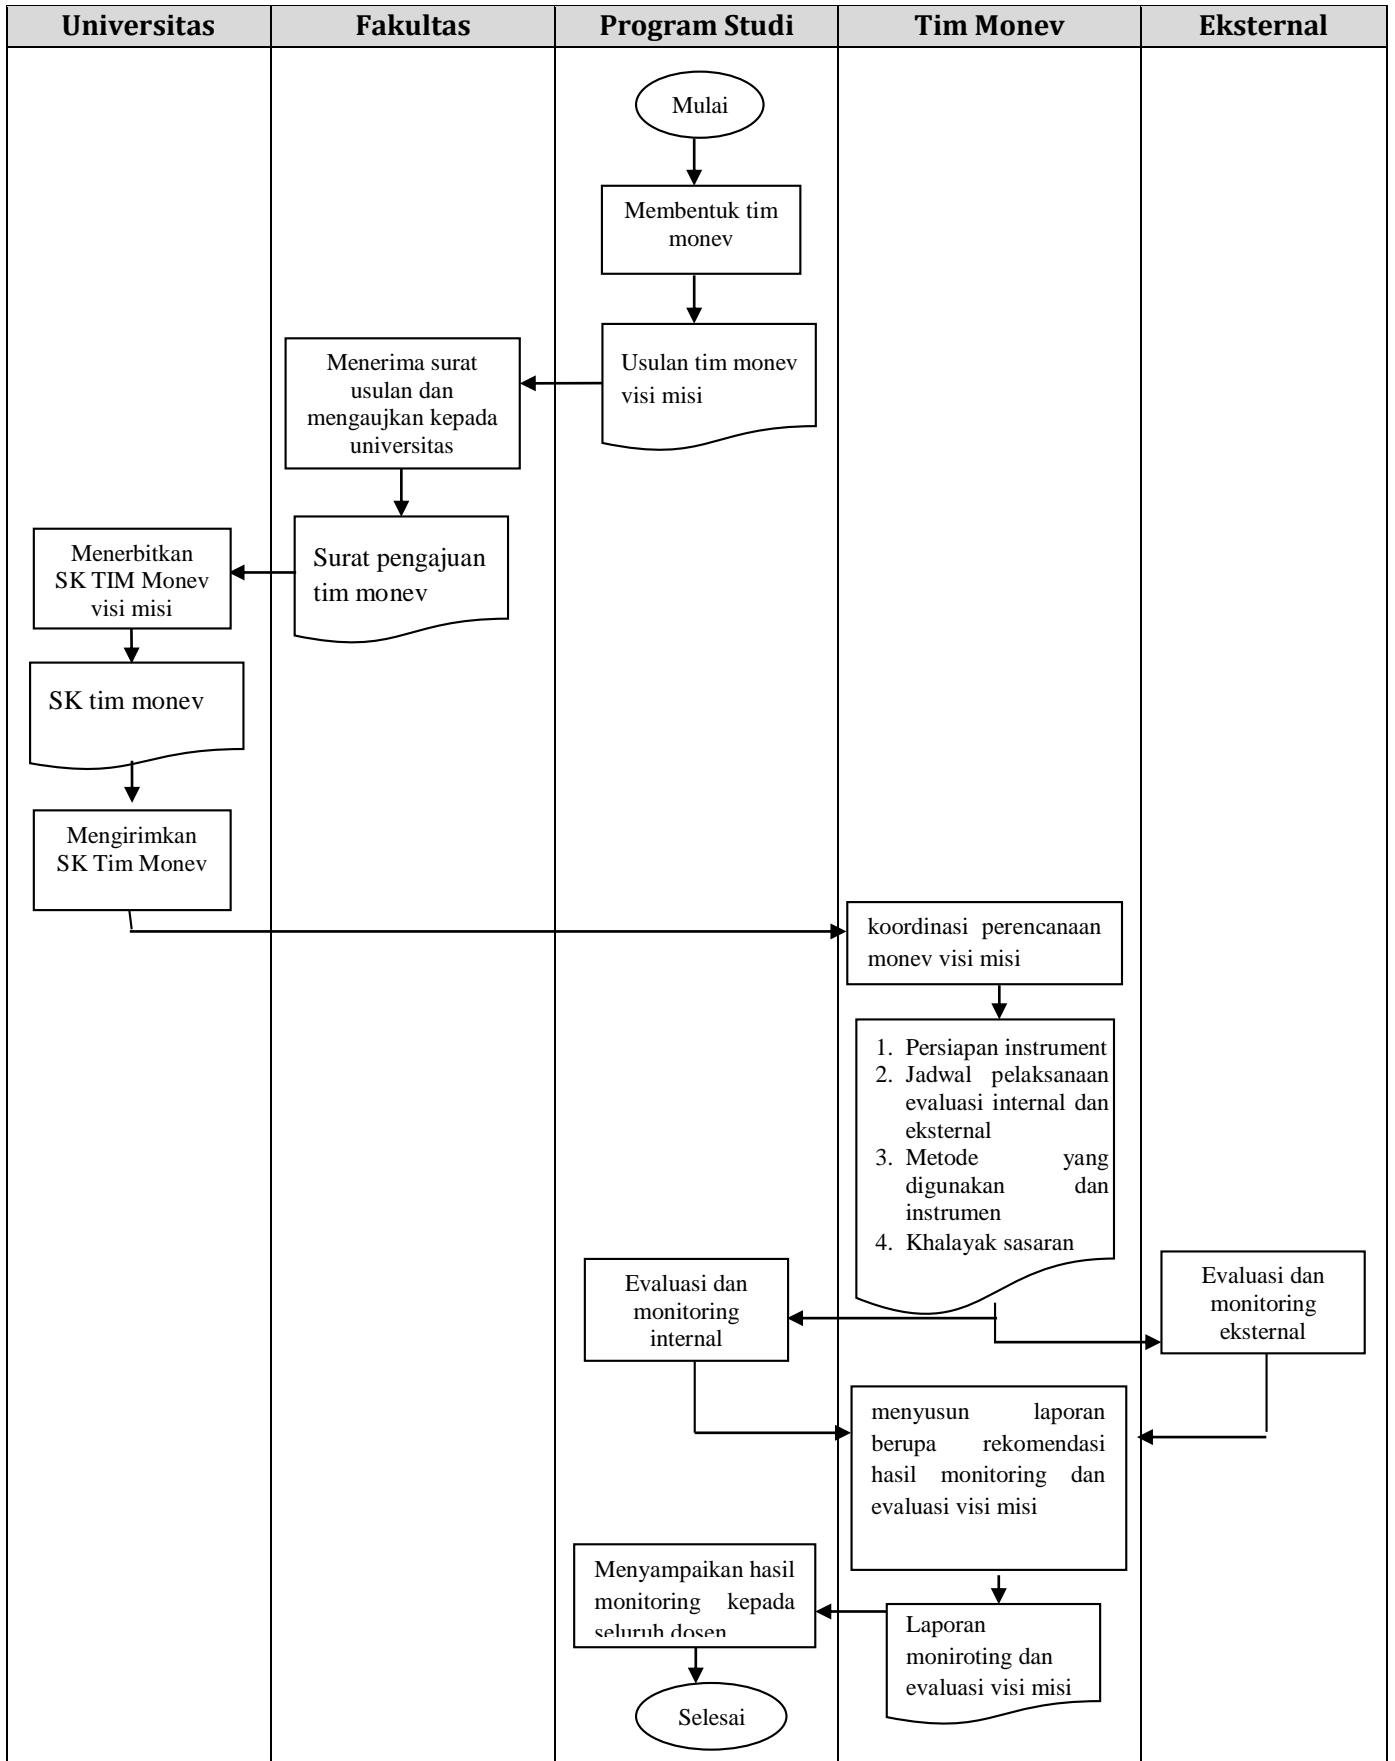 Universitas
Fakultas
Program Studi
Tim Monev
Eksternal
Mulai
Membentuk tim
monev
Usulan tim monev
visi misi
Menerima surat
usulan dan
mengaujkan kepada
universitas
Surat pengajuan
tim monev
Menerbitkan
SK TIM Monev
visi misi
SK tim monev
Mengirimkan
SK Tim Monev
koordinasi perencanaan
monev visi misi
1. Persiapan instrument
2. Jadwal pelaksanaan
evaluasi internal dan
eksternal
3. Metode yang
digunakan dan
instrumen
4. Khalayak sasaran
Evaluasi dan
monitoring
internal
Evaluasi dan
monitoring
eksternal
menyusun laporan
berupa rekomendasi
hasil monitoring dan
evaluasi visi misi
Laporan
moniroting dan
evaluasi visi misi
Menyampaikan hasil
monitoring kepada
seluruh dosen
Selesai